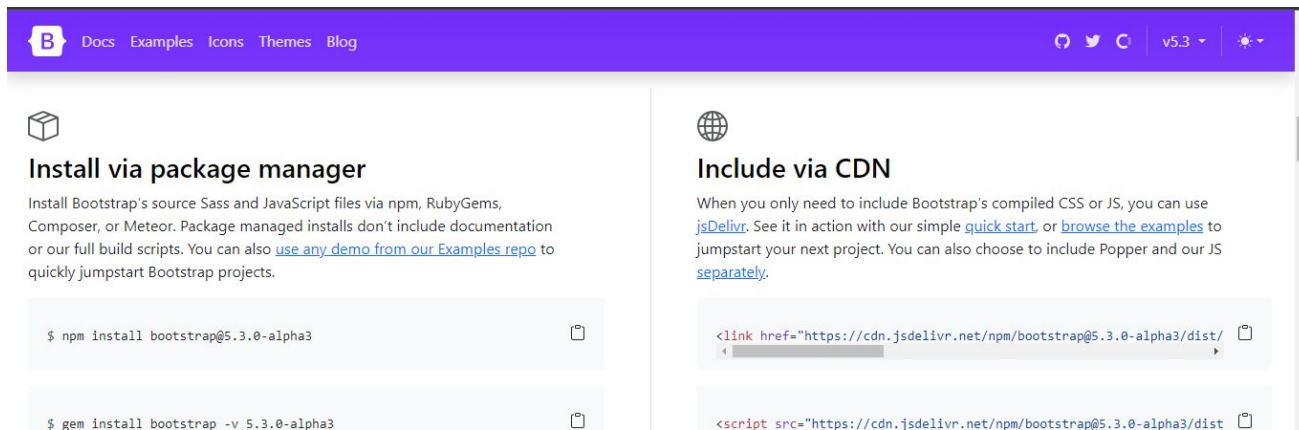 B Docs Examples Icons Themes Blog v5.3
Install via package manager
Install Bootstrap's source Sass and JavaScript files via npm, RubyGems,
Composer, or Meteor. Package managed installs don't include documentation
or our full build scripts. You can also use any demo from our Examples repo to
quickly jumpstart Bootstrap projects.
$ npm install bootstrap@5.3.0-alpha3
$ gem install bootstrap -v 5.3.0-alpha3
Include via CDN
When you only need to include Bootstrap's compiled CSS or JS, you can use
jsDelivr. See it in action with our simple quick start, or browse the examples to
jumpstart your next project. You can also choose to include Popper and our JS
separately.
<link href="https://cdn.jsdelivr.net/npm/bootstrap@5.3.0-alpha3/dist/
<script src="https://cdn.jsdelivr.net/npm/bootstrap@5.3.0-alpha3/dist